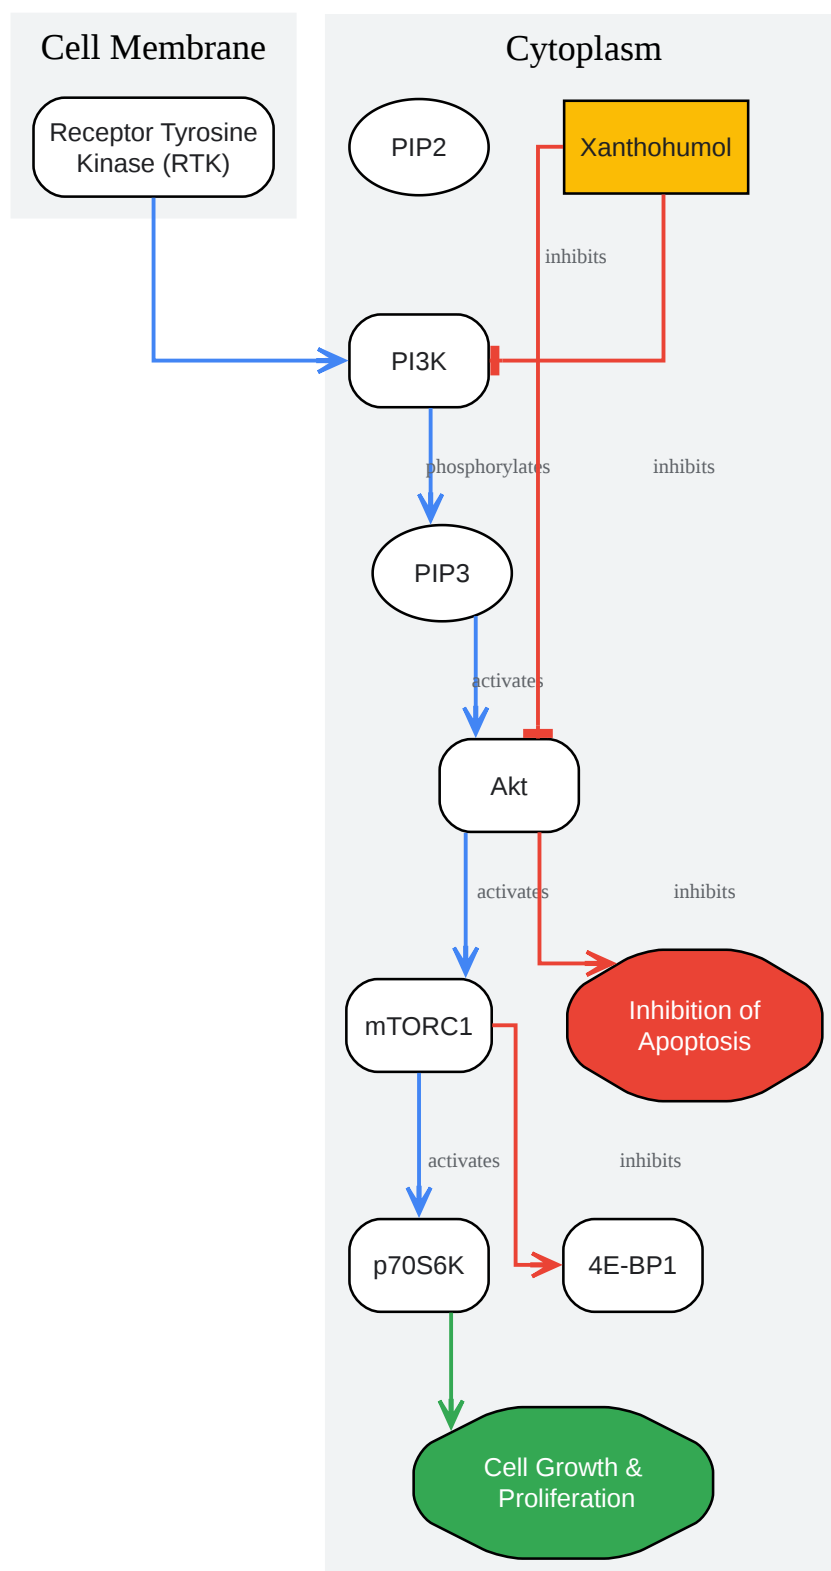 Cell Membrane
Cytoplasm
Receptor Tyrosine
Kinase (RTK)
PIP2
Xanthohumol
inhibits
PI3K
phosphorylates
inhibits
PIP3
activates
Akt
activates
inhibits
mTORC1
Inhibition of
Apoptosis
activates
inhibits
p70S6K
4E-BP1
Cell Growth &
Proliferation